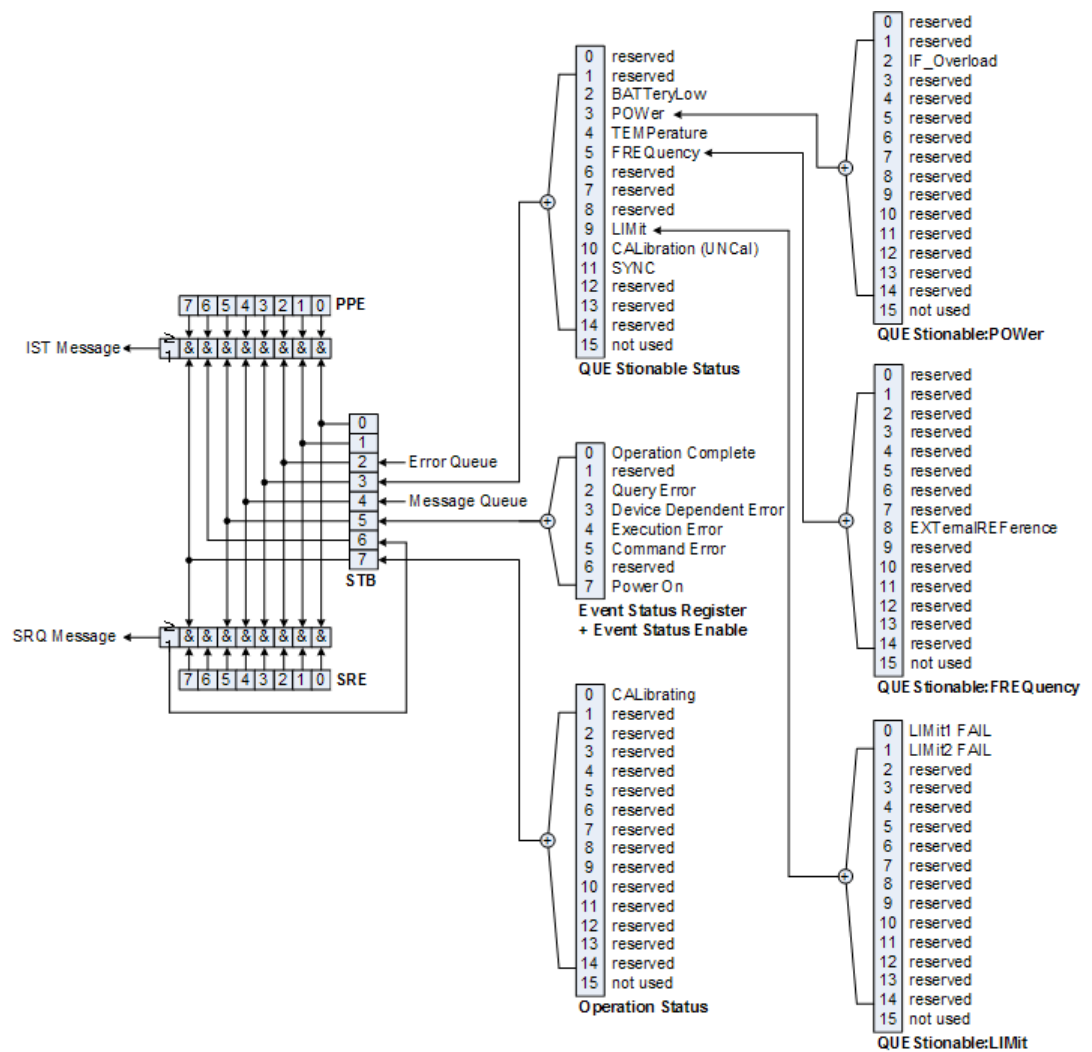 7 6 5 4 3 2 1 0 PPE
IST Message
≥1 & & & & & & & &
0
1
2 Error Queue
3
4 Message Queue
5
6
7
STB
SRQ Message
≥1 & & & & & & & &
7 6 5 4 3 2 1 0 SRE
0 reserved
1 reserved
2 BATTeryLow
3 POWer
4 TEMPerature
5 FREQuency
6 reserved
7 reserved
8 reserved
9 LIMit
10 CALibration (UNCal)
11 SYNC
12 reserved
13 reserved
14 reserved
15 not used
QUEStionable Status
+
0 Operation Complete
1 reserved
2 Query Error
3 Device Dependent Error
4 Execution Error
5 Command Error
6 reserved
7 Power On
Event Status Register
+ Event Status Enable
+
0 CALibrating
1 reserved
2 reserved
3 reserved
4 reserved
5 reserved
6 reserved
7 reserved
8 reserved
9 reserved
10 reserved
11 reserved
12 reserved
13 reserved
14 reserved
15 not used
Operation Status
+
0 reserved
1 reserved
2 IF_Overload
3 reserved
4 reserved
5 reserved
6 reserved
7 reserved
8 reserved
9 reserved
10 reserved
11 reserved
12 reserved
13 reserved
14 reserved
15 not used
QUEStionable:POWer
+
0 reserved
1 reserved
2 reserved
3 reserved
4 reserved
5 reserved
6 reserved
7 reserved
8 EXTernalREFerence
9 reserved
10 reserved
11 reserved
12 reserved
13 reserved
14 reserved
15 not used
QUEStionable:FREQuency
+
0 LIMit1 FAIL
1 LIMit2 FAIL
2 reserved
3 reserved
4 reserved
5 reserved
6 reserved
7 reserved
8 reserved
9 reserved
10 reserved
11 reserved
12 reserved
13 reserved
14 reserved
15 not used
QUEStionable:LIMit
+